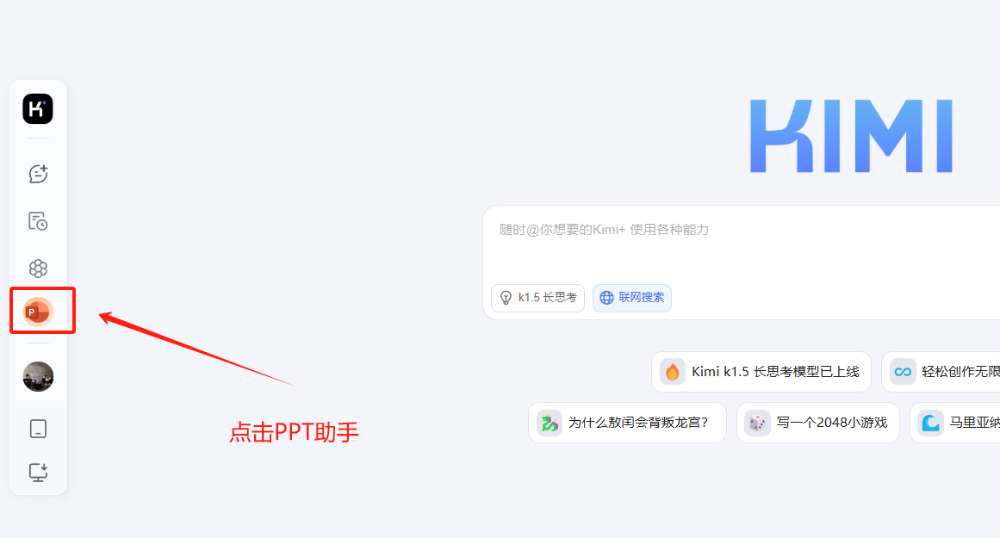 KIMI
随时@你想要的Kimi+ 使用各种能力
k1.5 长思考
联网搜索
P
Kimi k1.5 长思考模型已上线
轻松创作无限
点击PPT助手
为什么敖闰会背叛龙宫?
写一个2048小游戏
马里亚纳